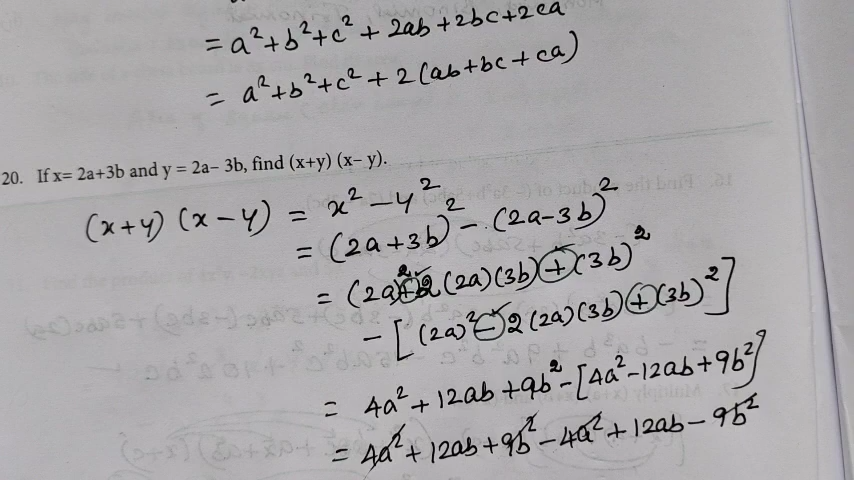 = a² + b² + c² + 2ab + 2bc + 2ca
= a² + b² + c² + 2 (ab + bc + ca)
20. If x= 2a+3b and y = 2a– 3b, find (x+y) (x– y).
(x+y) (x-y) = x² - y²
= (2a+3b)² - (2a-3b)²
= (2a)² + 2 (2a)(3b) + (3b)²
- [(2a)² - 2 (2a)(3b) + (3b)²]
= 4a² + 12ab + 9b² - [4a² - 12ab + 9b²]
= 4a² + 12ab + 9b² - 4a² + 12ab - 9b²